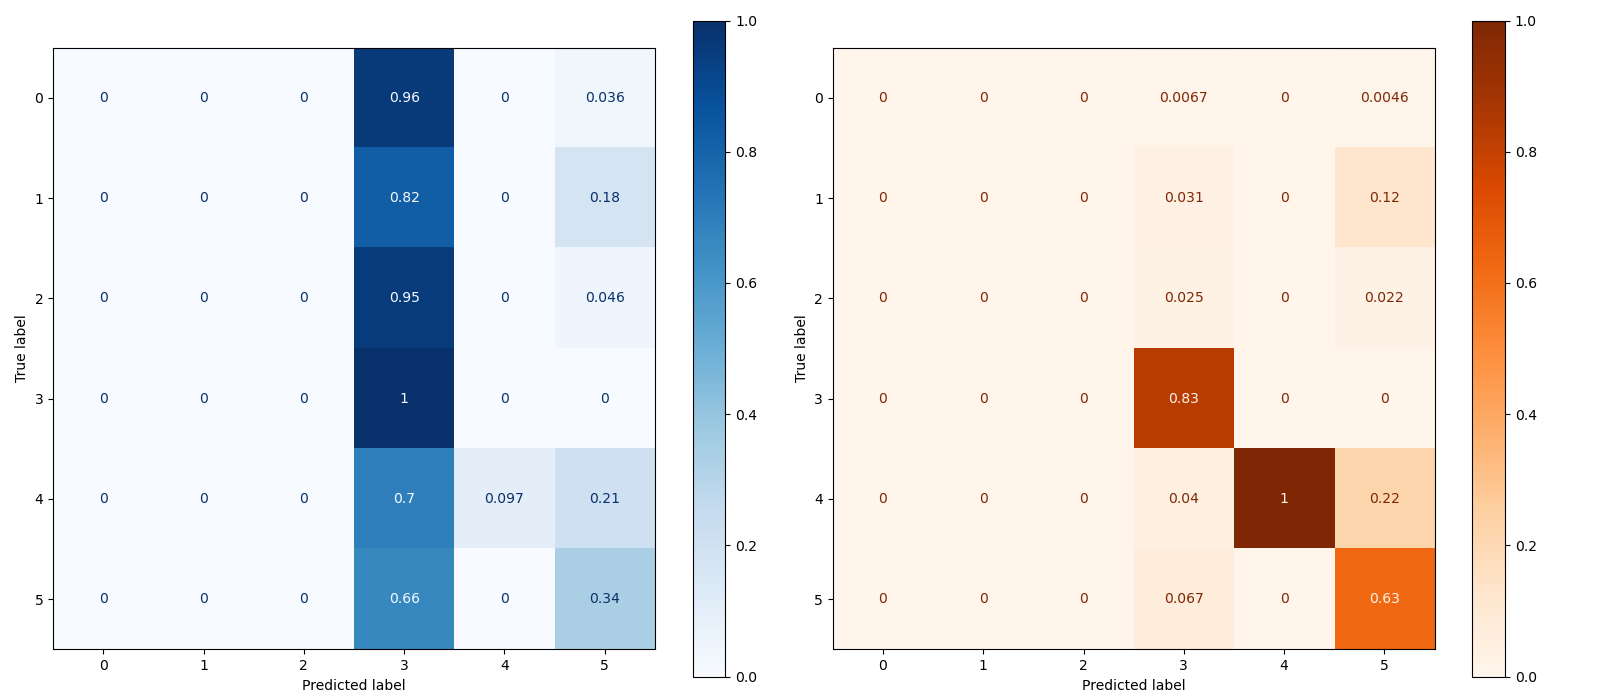 1.0
0.8
0.6
0.4
0.2
0.0
True label
0 0 0 0 0.96 0 0.036
1 0 0 0 0.82 0 0.18
2 0 0 0 0.95 0 0.046
3 0 0 0 1 0 0
4 0 0 0 0.7 0.097 0.21
5 0 0 0 0.66 0 0.34
0 1 2 3 4 5
Predicted label
1.0
0.8
0.6
0.4
0.2
0.0
True label
0 0 0 0 0.0067 0 0.0046
1 0 0 0 0.031 0 0.12
2 0 0 0 0.025 0 0.022
3 0 0 0 0.83 0 0
4 0 0 0 0.04 1 0.22
5 0 0 0 0.067 0 0.63
0 1 2 3 4 5
Predicted label